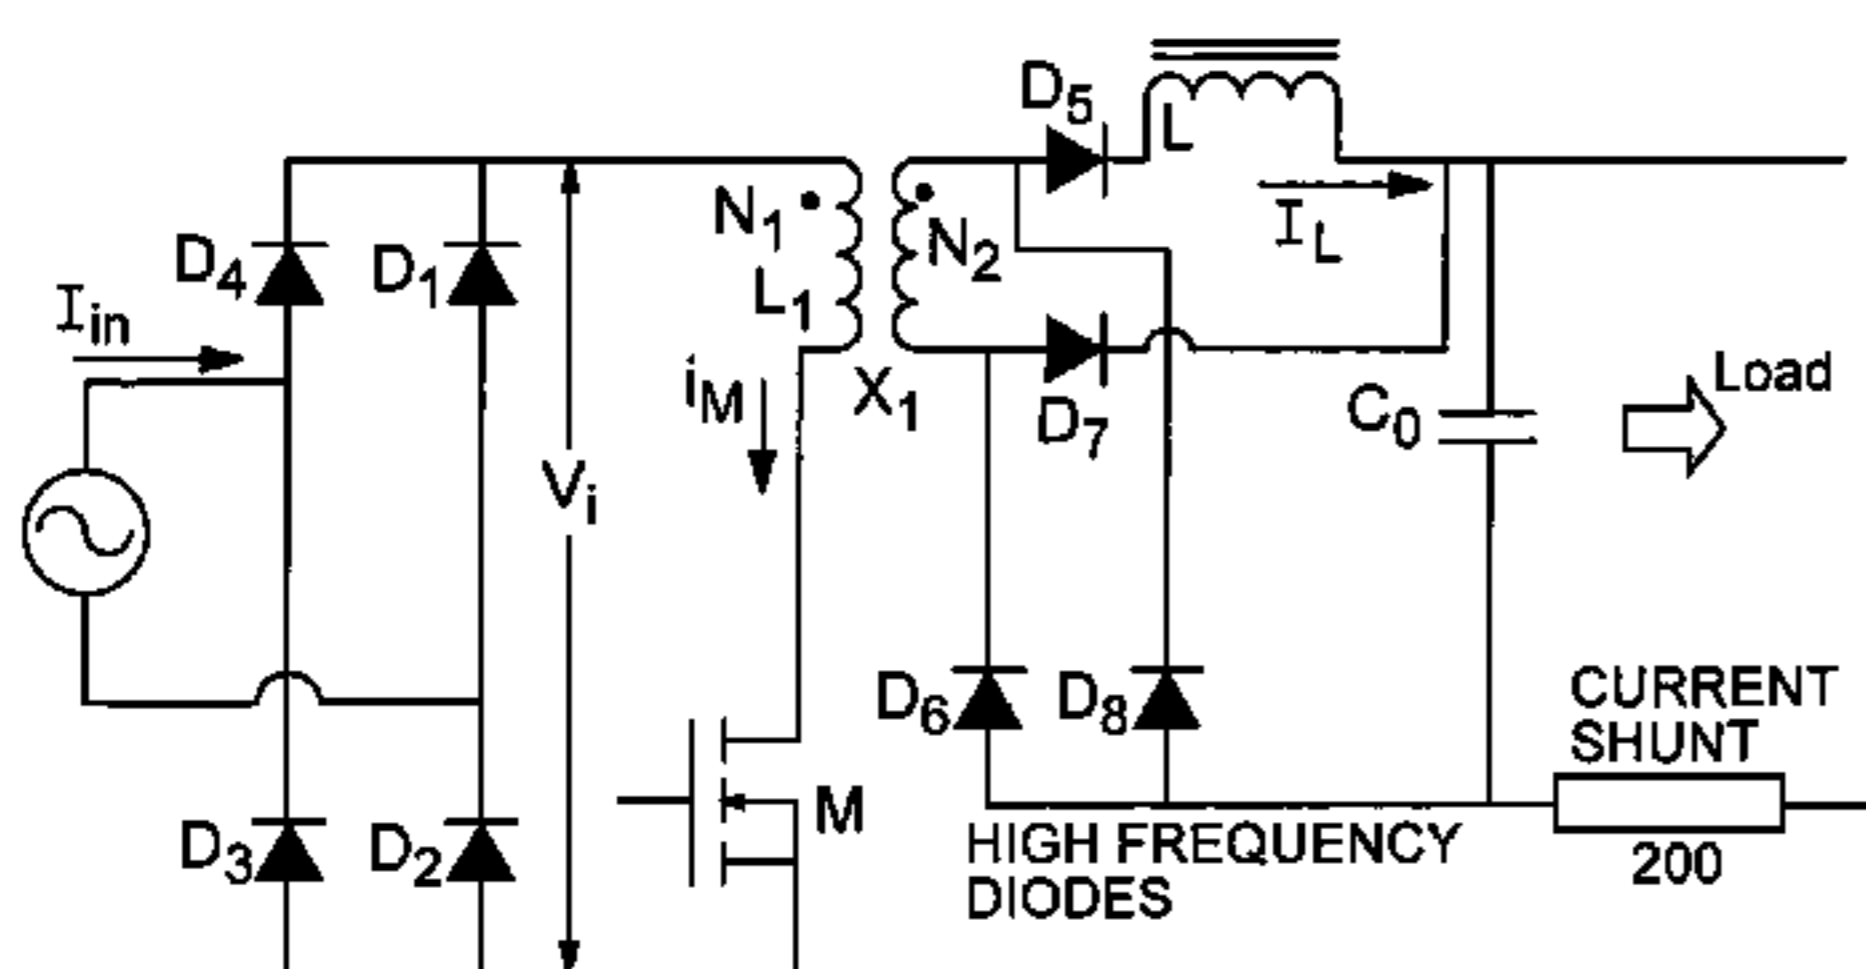 D5
L
IL
N1
N2
L1
D4
D1
Iin
iM
X1
D7
C0
Load
Vi
D6
D8
CURRENT
SHUNT
M
D3
D2
HIGH FREQUENCY
DIODES
200